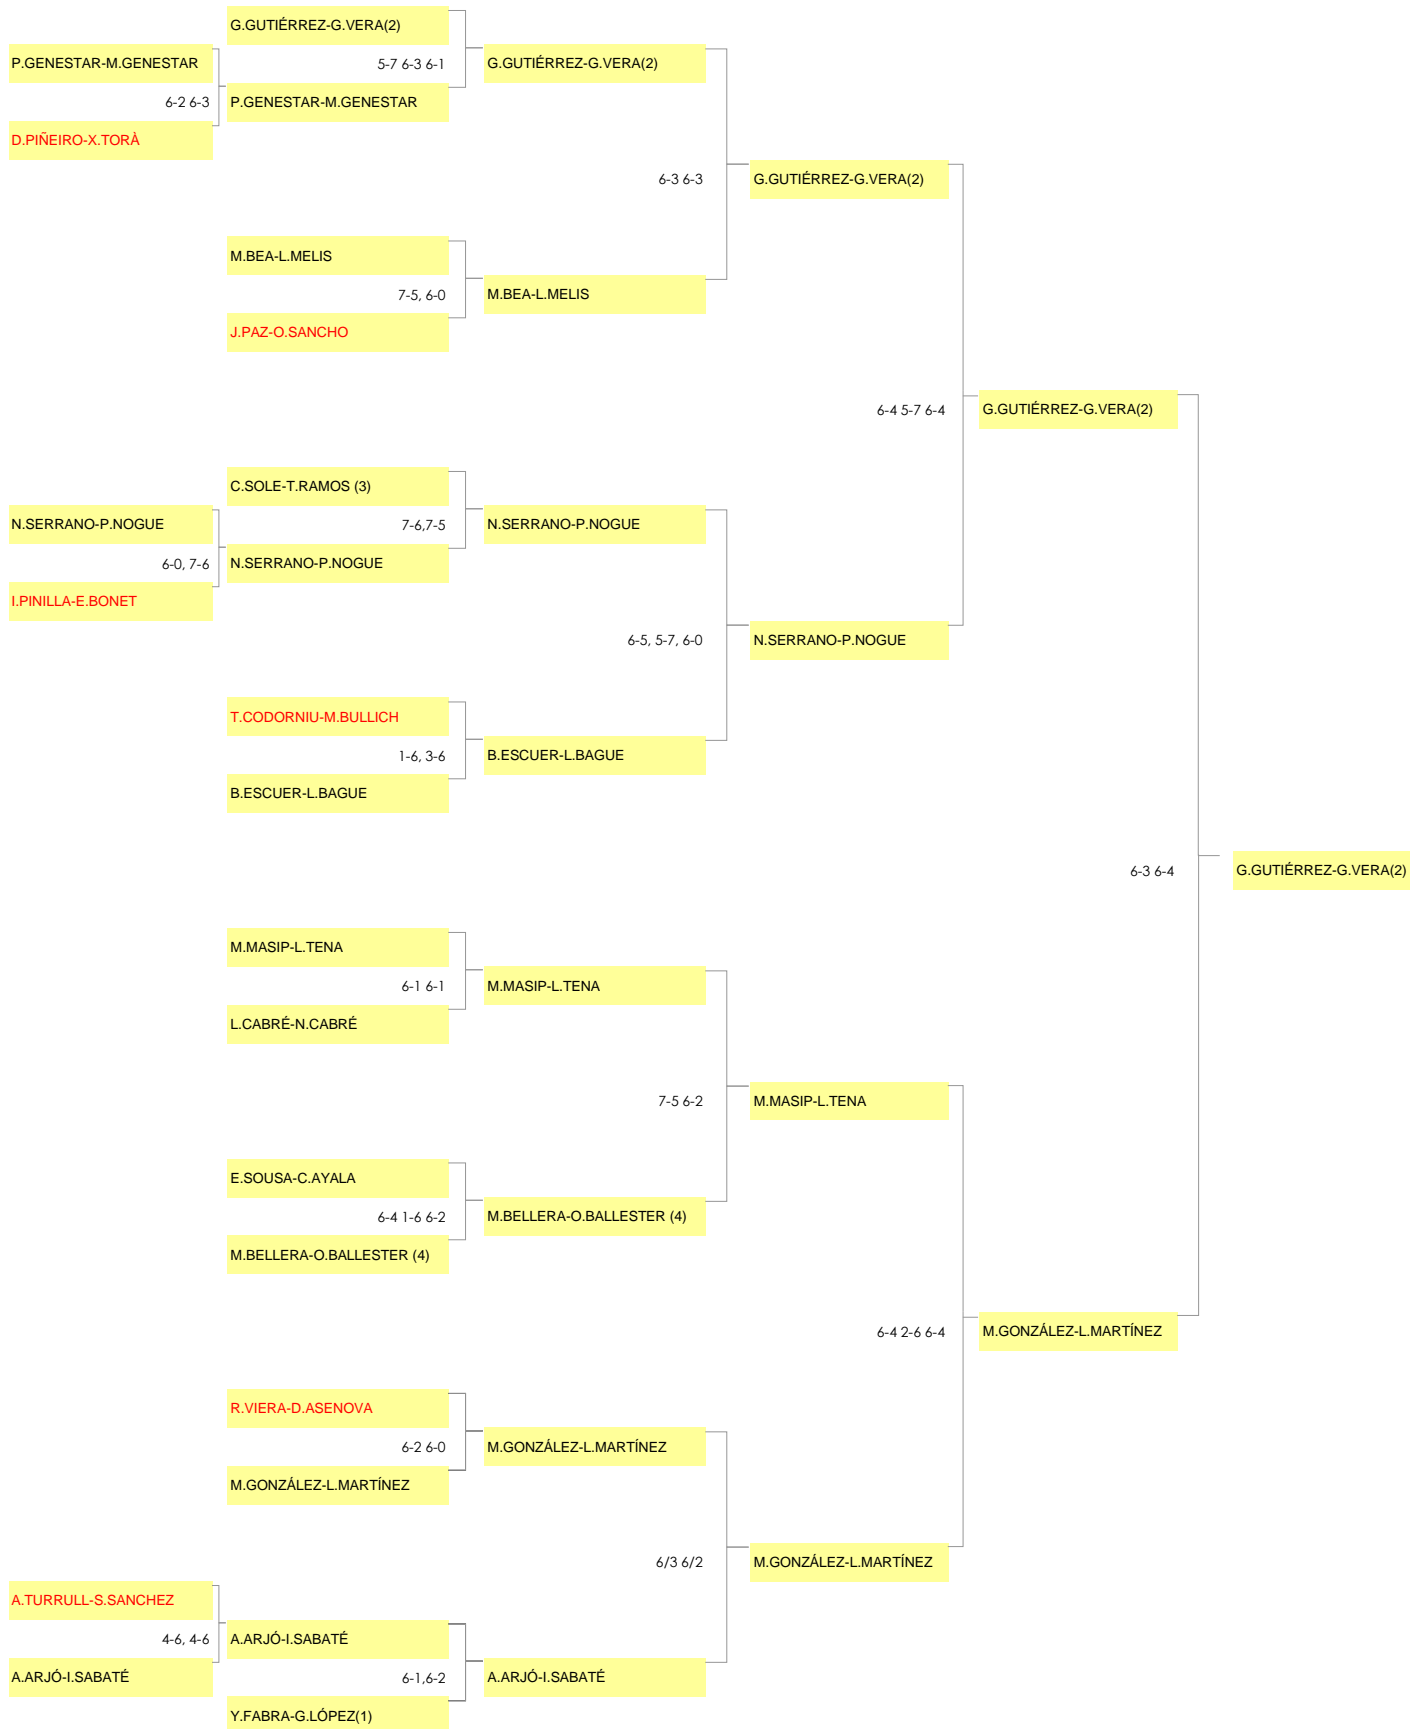 G.GUTIÉRREZ-G.VERA(2)
P.GENESTAR-M.GENESTAR
5-7 6-3 6-1
G.GUTIÉRREZ-G.VERA(2)
6-2 6-3
P.GENESTAR-M.GENESTAR
D.PIÑEIRO-X.TORÀ
6-3 6-3
G.GUTIÉRREZ-G.VERA(2)
M.BEA-L.MELIS
7-5, 6-0
M.BEA-L.MELIS
J.PAZ-O.SANCHO
6-4 5-7 6-4
G.GUTIÉRREZ-G.VERA(2)
C.SOLE-T.RAMOS (3)
N.SERRANO-P.NOGUE
7-6,7-5
N.SERRANO-P.NOGUE
6-0, 7-6
N.SERRANO-P.NOGUE
I.PINILLA-E.BONET
6-5, 5-7, 6-0
N.SERRANO-P.NOGUE
T.CODORNIU-M.BULLICH
1-6, 3-6
B.ESCUER-L.BAGUE
B.ESCUER-L.BAGUE
6-3 6-4
G.GUTIÉRREZ-G.VERA(2)
M.MASIP-L.TENA
6-1 6-1
M.MASIP-L.TENA
L.CABRÉ-N.CABRÉ
7-5 6-2
M.MASIP-L.TENA
E.SOUSA-C.AYALA
6-4 1-6 6-2
M.BELLERA-O.BALLESTER (4)
M.BELLERA-O.BALLESTER (4)
6-4 2-6 6-4
M.GONZÁLEZ-L.MARTÍNEZ
R.VIERA-D.ASENOVA
6-2 6-0
M.GONZÁLEZ-L.MARTÍNEZ
M.GONZÁLEZ-L.MARTÍNEZ
6/3 6/2
M.GONZÁLEZ-L.MARTÍNEZ
A.TURRULL-S.SANCHEZ
4-6, 4-6
A.ARJÓ-I.SABATÉ
A.ARJÓ-I.SABATÉ
6-1,6-2
A.ARJÓ-I.SABATÉ
Y.FABRA-G.LÓPEZ(1)